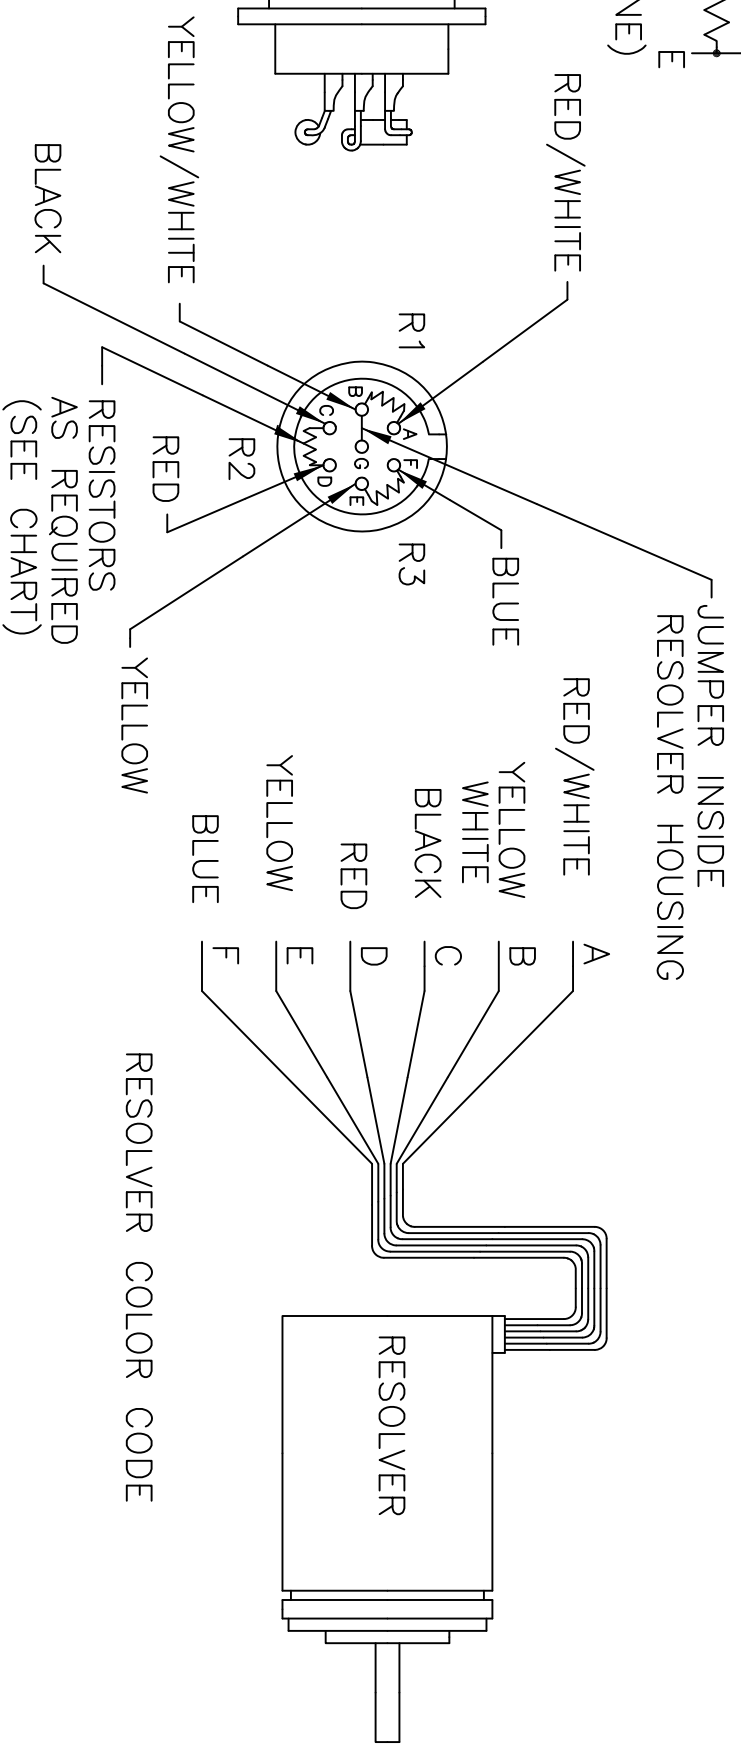 NE)
E
RED/WHITE
YELLOW/WHITE
BLACK
R1
R2
R3
A
B
C
D
E
F
G
BLUE
RED
YELLOW
RESISTORS
AS REQUIRED
(SEE CHART)
JUMPER INSIDE
RESOLVER HOUSING
RED/WHITE
A
YELLOW
WHITE
B
BLACK
C
RED
D
YELLOW
E
BLUE
F
RESOLVER
RESOLVER COLOR CODE